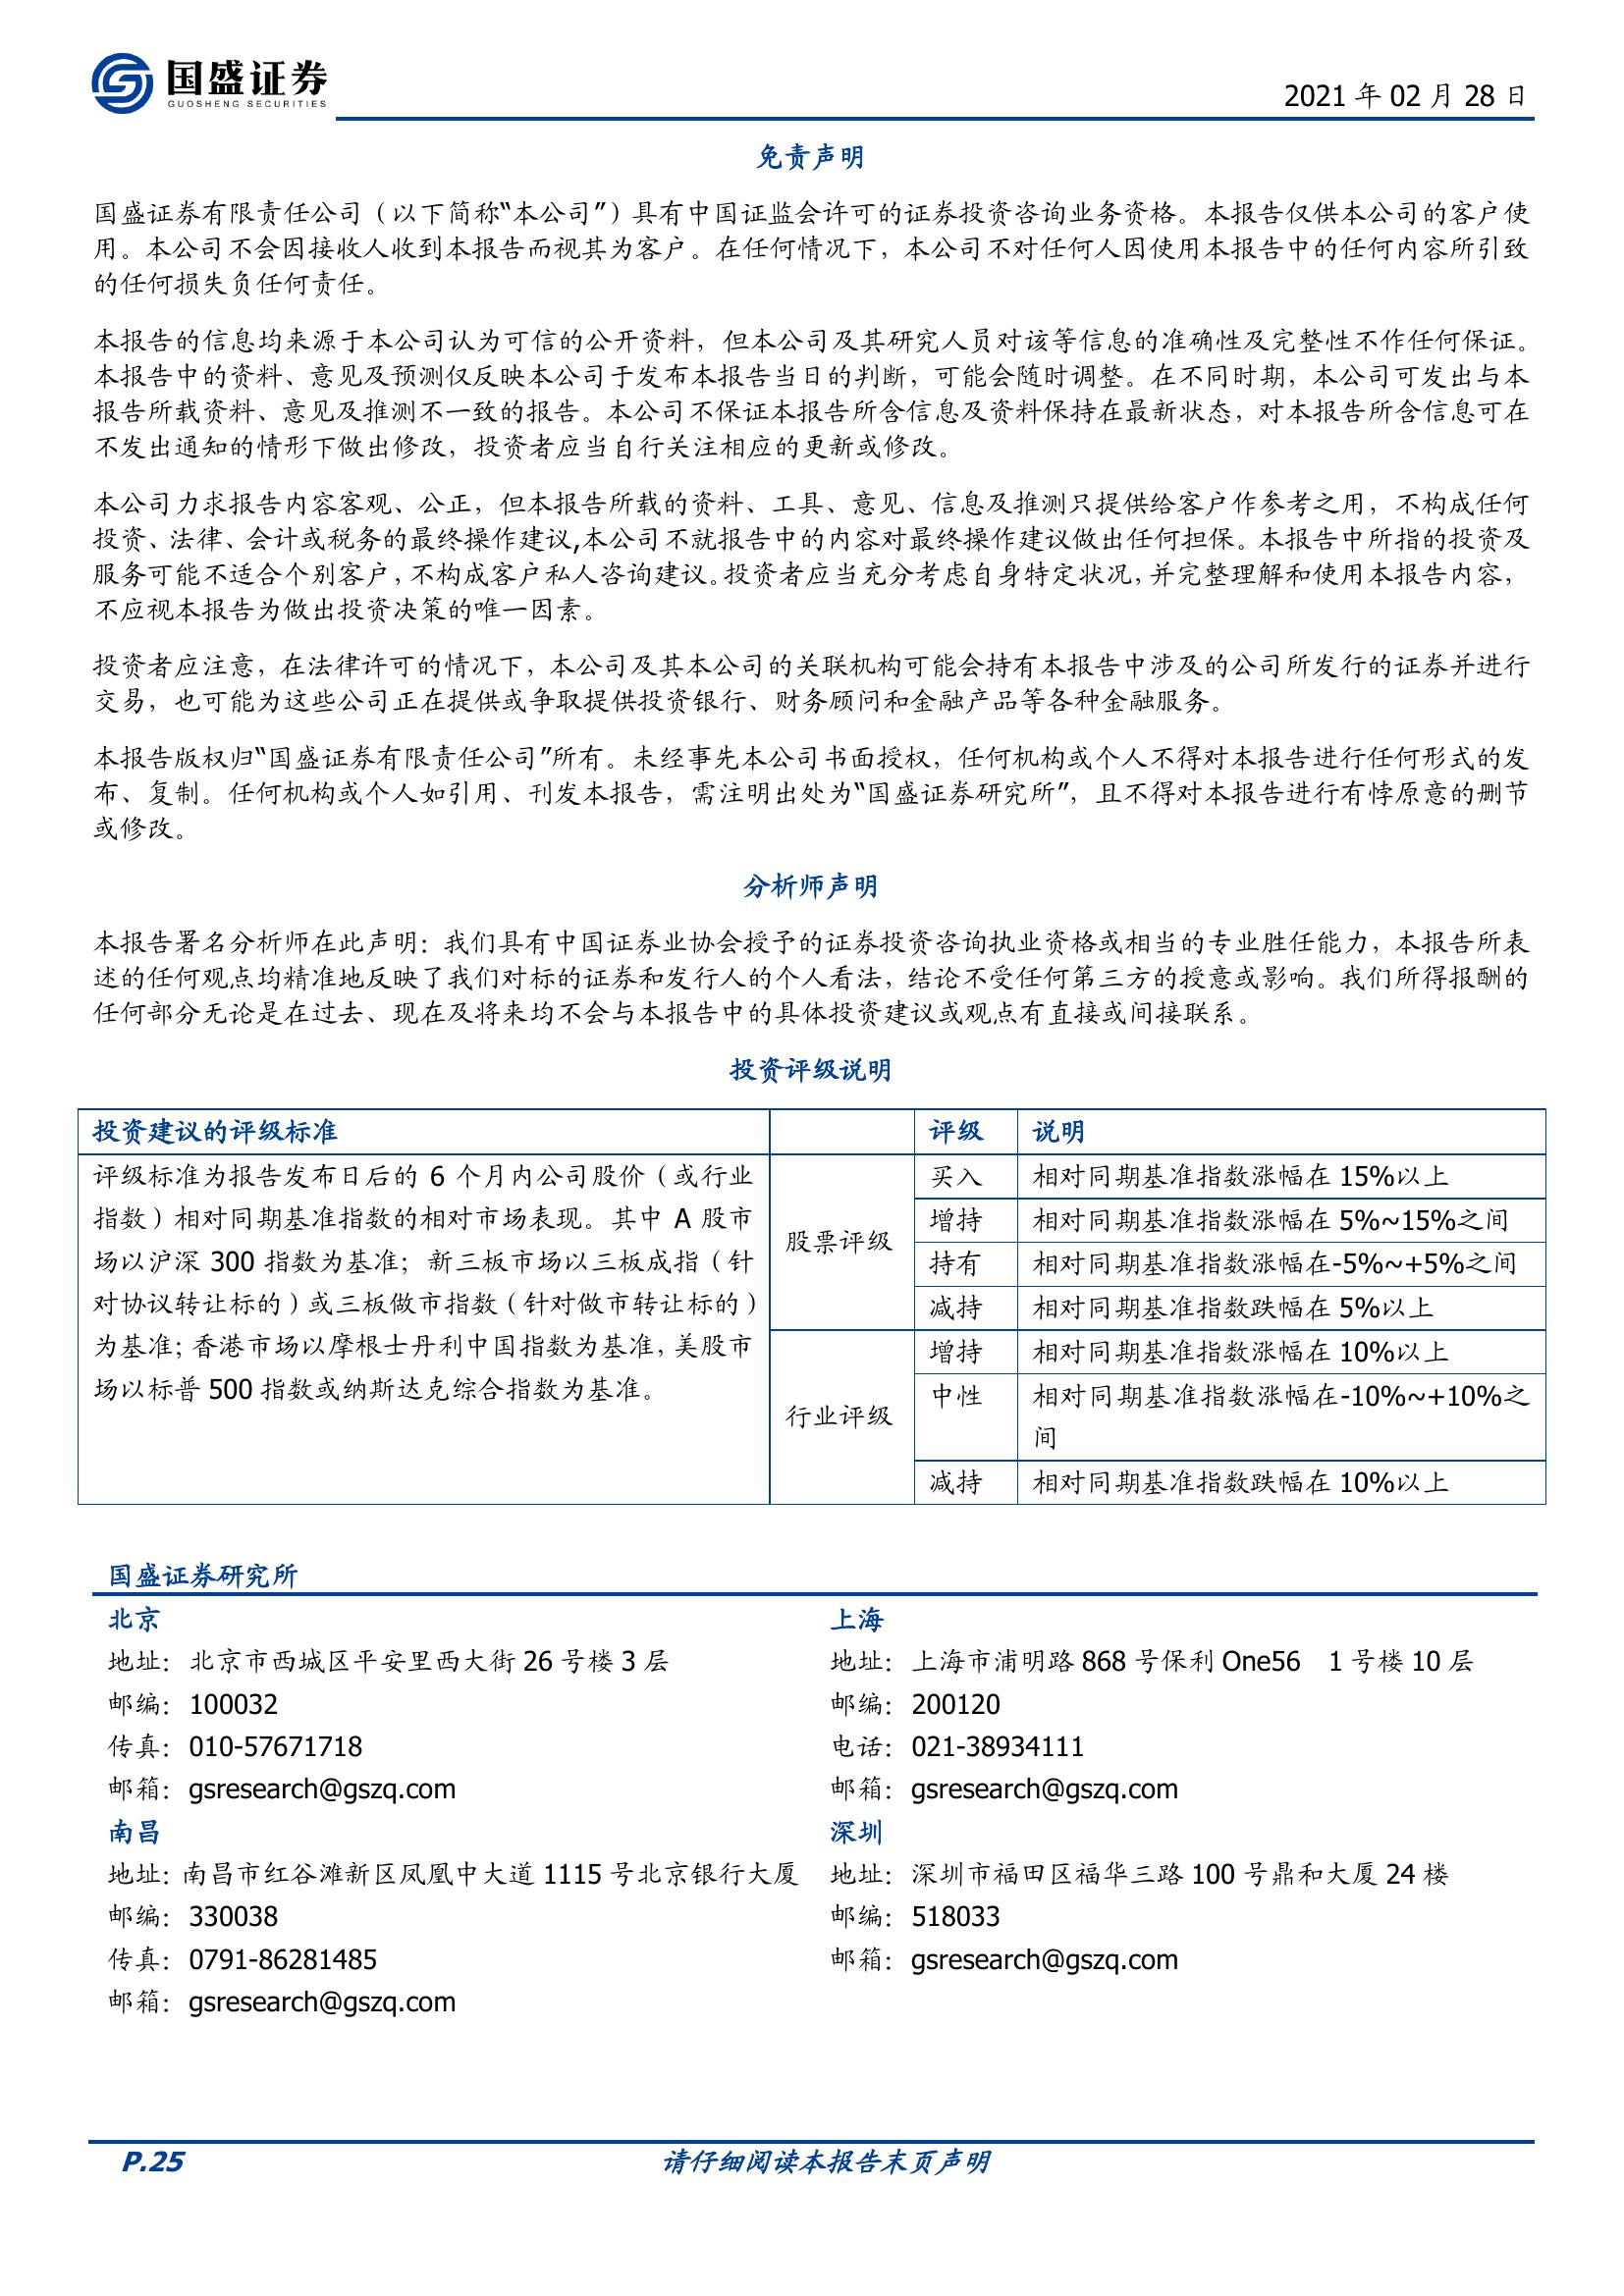 国盛证券
GUOSHENG SECURITIES
2021 年 02 月 28 日
免责声明
国盛证券有限责任公司（以下简称“本公司”）具有中国证监会许可的证券投资咨询业务资格。本报告仅供本公司的客户使
用。本公司不会因接收人收到本报告而视其为客户。在任何情况下，本公司不对任何人因使用本报告中的任何内容所引致
的任何损失负任何责任。
本报告的信息均来源于本公司认为可信的公开资料，但本公司及其研究人员对该等信息的准确性及完整性不作任何保证。
本报告中的资料、意见及预测仅反映本公司于发布本报告当日的判断，可能会随时调整。在不同时期，本公司可发出与本
报告所载资料、意见及推测不一致的报告。本公司不保证本报告所含信息及资料保持在最新状态，对本报告所含信息可在
不发出通知的情形下做出修改，投资者应当自行关注相应的更新或修改。
本公司力求报告内容客观、公正，但本报告所载的资料、工具、意见、信息及推测只提供给客户作参考之用，不构成任何
投资、法律、会计或税务的最终操作建议,本公司不就报告中的内容对最终操作建议做出任何担保。本报告中所指的投资及
服务可能不适合个别客户，不构成客户私人咨询建议。投资者应当充分考虑自身特定状况，并完整理解和使用本报告内容，
不应视本报告为做出投资决策的唯一因素。
投资者应注意，在法律许可的情况下，本公司及其本公司的关联机构可能会持有本报告中涉及的公司所发行的证券并进行
交易，也可能为这些公司正在提供或争取提供投资银行、财务顾问和金融产品等各种金融服务。
本报告版权归“国盛证券有限责任公司”所有。未经事先本公司书面授权，任何机构或个人不得对本报告进行任何形式的发
布、复制。任何机构或个人如引用、刊发本报告，需注明出处为“国盛证券研究所”，且不得对本报告进行有悖原意的删节
或修改。
分析师声明
本报告署名分析师在此声明：我们具有中国证券业协会授予的证券投资咨询执业资格或相当的专业胜任能力，本报告所表
述的任何观点均精准地反映了我们对标的证券和发行人的个人看法，结论不受任何第三方的授意或影响。我们所得报酬的
任何部分无论是在过去、现在及将来均不会与本报告中的具体投资建议或观点有直接或间接联系。
投资评级说明
投资建议的评级标准 评级 说明
评级标准为报告发布日后的 6 个月内公司股价（或行业
指数）相对同期基准指数的相对市场表现。其中 A 股市
场以沪深 300 指数为基准；新三板市场以三板成指（针
对协议转让标的）或三板做市指数（针对做市转让标的）
为基准；香港市场以摩根士丹利中国指数为基准，美股市
场以标普 500 指数或纳斯达克综合指数为基准。
股票评级
买入 相对同期基准指数涨幅在 15%以上
增持 相对同期基准指数涨幅在 5%~15%之间
持有 相对同期基准指数涨幅在-5%~+5%之间
减持 相对同期基准指数跌幅在 5%以上
行业评级
增持 相对同期基准指数涨幅在 10%以上
中性 相对同期基准指数涨幅在-10%~+10%之
间
减持 相对同期基准指数跌幅在 10%以上
国盛证券研究所
北京
地址：北京市西城区平安里西大街 26 号楼 3 层
邮编：100032
传真：010-57671718
邮箱：gsresearch@gszq.com
上海
地址：上海市浦明路 868 号保利 One56 1 号楼 10 层
邮编：200120
电话：021-38934111
邮箱：gsresearch@gszq.com
南昌
地址：南昌市红谷滩新区凤凰中大道 1115 号北京银行大厦
邮编：330038
传真：0791-86281485
邮箱：gsresearch@gszq.com
深圳
地址：深圳市福田区福华三路 100 号鼎和大厦 24 楼
邮编：518033
邮箱：gsresearch@gszq.com
P.25
请仔细阅读本报告末页声明